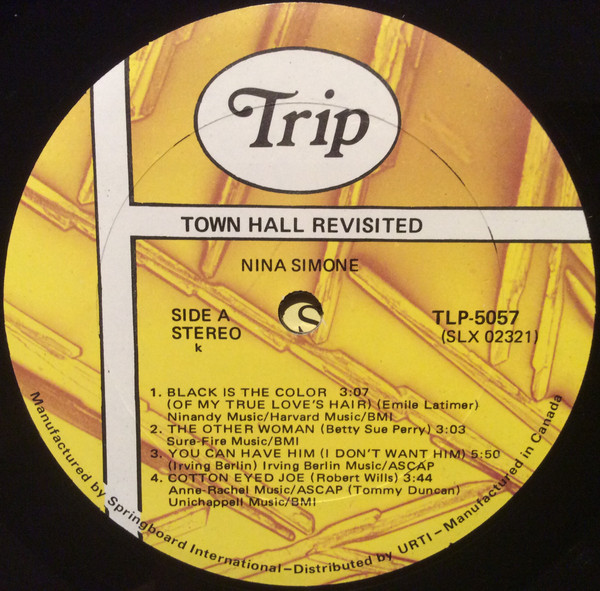 Trip
TOWN HALL REVISITED
NINA SIMONE
SIDE A
STEREO
k
TLP-5057
(SLX 02321)
1. BLACK IS THE COLOR 3:07
(OF MY TRUE LOVE'S HAIR) (Emile Latimer)
Ninandy Music/Harvard Music/BMI
2. THE OTHER WOMAN (Betty Sue Perry) 3:03
Sure-Fire Music/BMI
3. YOU CAN HAVE HIM (I DON'T WANT HIM) 5:50
(Irving Berlin) Irving Berlin Music/ASCAP
4. COTTON EYED JOE (Robert Wills) 3:44
Anne-Rachel Music/ASCAP (Tommy Duncan)
Unichappell Music/BMI
Manufactured by Springboard International–Distributed by URTI–Manufactured in Canada